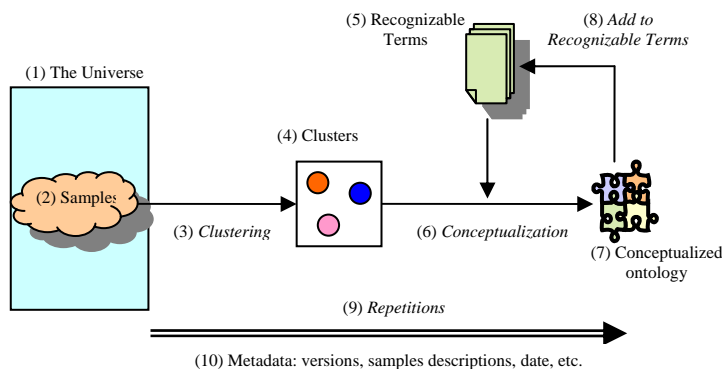 (5) Recognizable
Terms
(8) Add to
Recognizable Terms
(1) The Universe
(4) Clusters
(2) Samples
(3) Clustering
(6) Conceptualization
(7) Conceptualized
ontology
(9) Repetitions
(10) Metadata: versions, samples descriptions, date, etc.